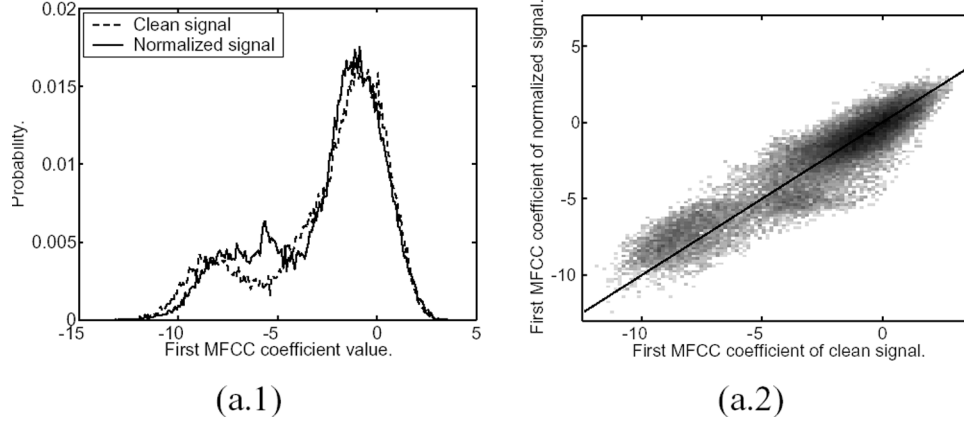 0.02
0.015
0.01
0.005
0
-15
-10
-5
0
5
Probability.
Clean signal
Normalized signal
First MFCC coefficient value.
(a.1)
First MFCC coefficient of normalized signal.
5
0
-5
-10
-10
-5
0
First MFCC coefficient of clean signal.
(a.2)